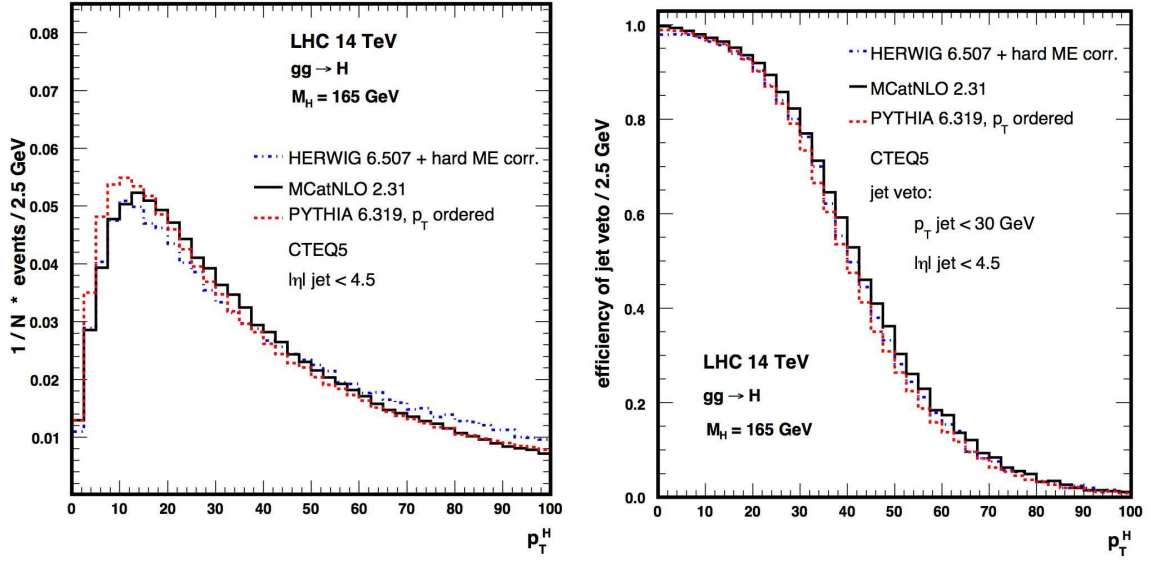 1 / N * events / 2.5 GeV
0.08
0.07
0.06
0.05
0.04
0.03
0.02
0.01
LHC 14 TeV
gg → H
M_H = 165 GeV
HERWIG 6.507 + hard ME corr.
MCatNLO 2.31
PYTHIA 6.319, p_T ordered
CTEQ5
|η| jet < 4.5
0 10 20 30 40 50 60 70 80 90 100
p_T^H
efficiency of jet veto / 2.5 GeV
1.0
0.8
0.6
0.4
0.2
0.0
HERWIG 6.507 + hard ME corr.
MCatNLO 2.31
PYTHIA 6.319, p_T ordered
CTEQ5
jet veto:
p_T jet < 30 GeV
|η| jet < 4.5
LHC 14 TeV
gg → H
M_H = 165 GeV
0 10 20 30 40 50 60 70 80 90 100
p_T^H